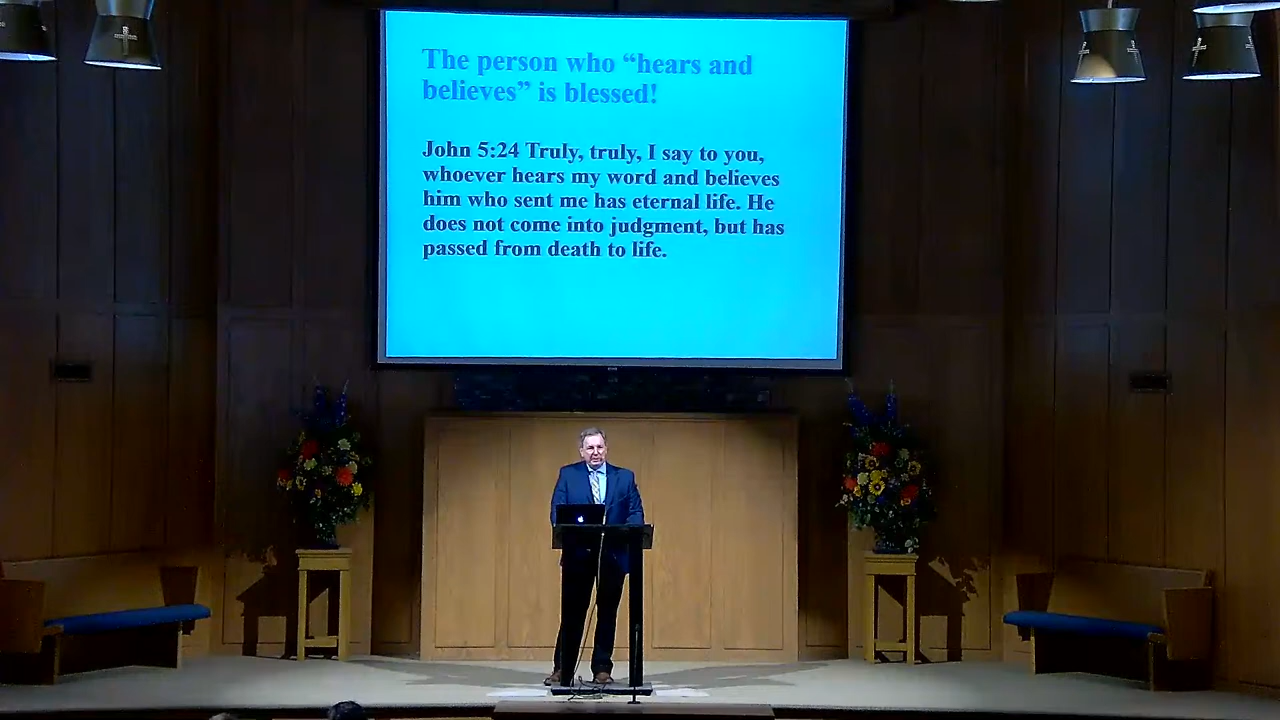 The person who “hears and
believes” is blessed!
John 5:24 Truly, truly, I say to you,
whoever hears my word and believes
him who sent me has eternal life. He
does not come into judgment, but has
passed from death to life.